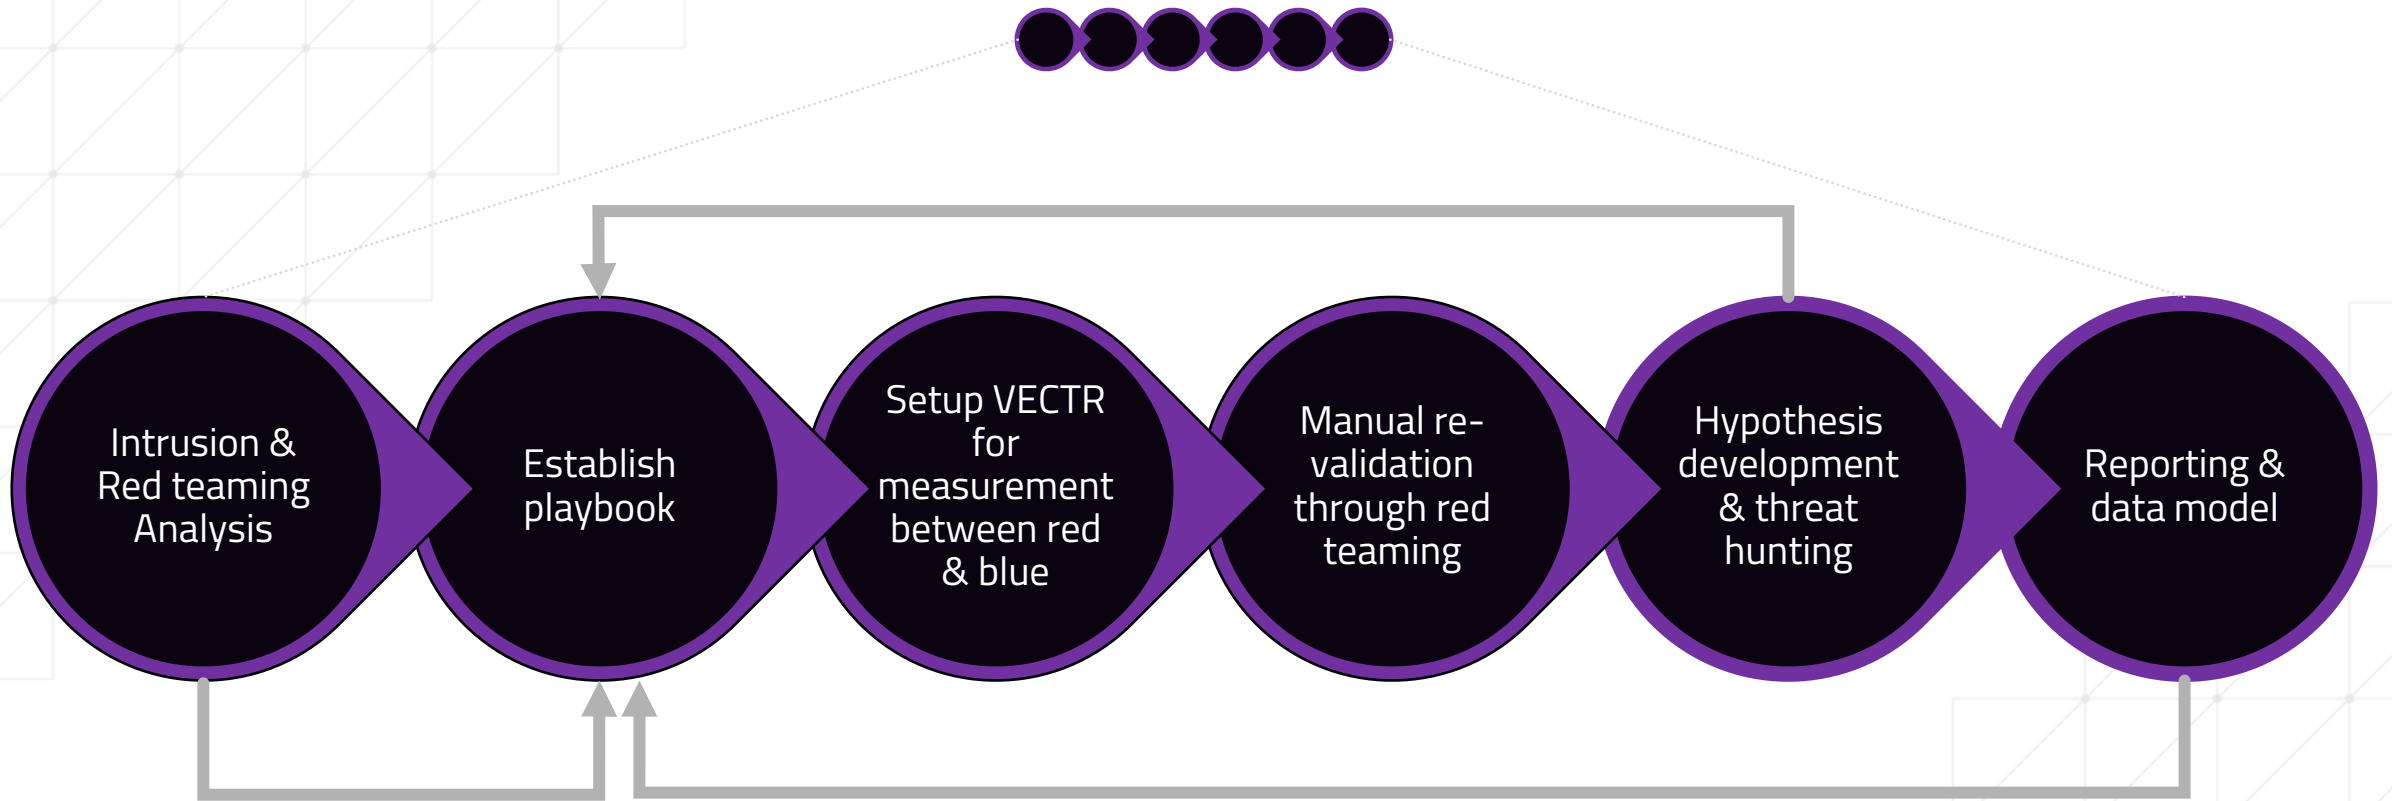 Intrusion &
Red teaming
Analysis
Establish
playbook
Setup VECTR
for
measurement
between red
& blue
Manual re-
validation
through red
teaming
Hypothesis
development
& threat
hunting
Reporting &
data model